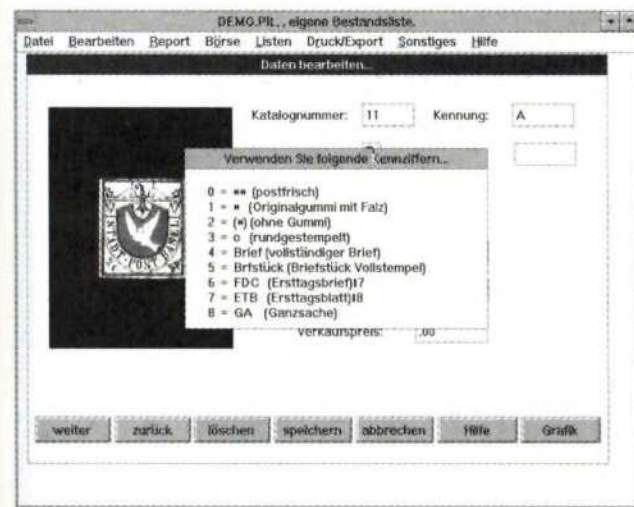 DEMO.PIL, , eigene Bestandsliste.
Datei Bearbeiten Report Börse Listen Druck/Export Sonstiges Hilfe
Daten bearbeiten...
Katalognummer: 11 Kennung: A
Verwenden Sie folgende Kennziffern...
0 = ** (postfrisch)
1 = * (Originalgummi mit Falz)
2 = (*) (ohne Gummi)
3 = o (rundgestempelt)
4 = Brief (vollständiger Brief)
5 = Brfstück (Briefstück Vollstempel)
6 = FDC (Ersttagsbrief)
7 = ETB (Ersttagsblatt)
8 = GA (Ganzsache)
Verkaufspreis: .00
STADT-POST-BASEL
weiter zurück löschen speichern abbrechen Hilfe Grafik